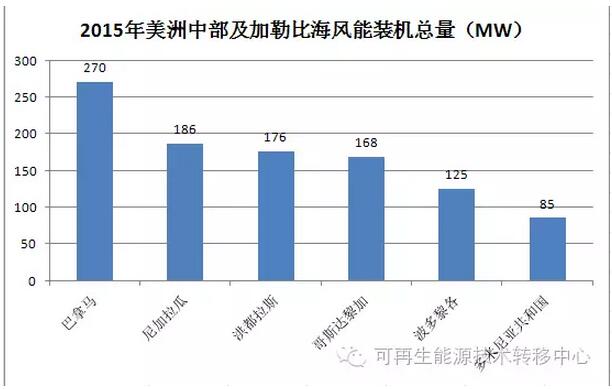 2015年美洲中部及加勒比海风能装机总量（MW）
300
250
200
150
100
50
0
270
186
176
168
125
85
巴拿马
尼加拉瓜
洪都拉斯
哥斯达黎加
波多黎各
多米尼亚共和国
可再生能源技术转移中心